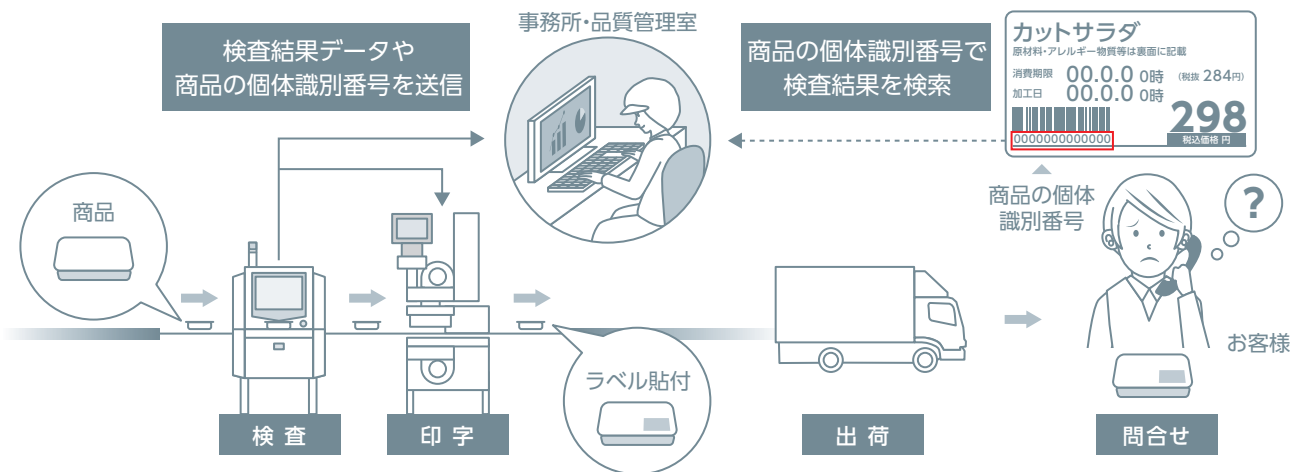 検査結果データや
商品の個体識別番号を送信
事務所・品質管理室
商品の個体識別番号で
検査結果を検索
カットサラダ
原材料・アレルギー物質等は裏面に記載
消費期限 00.0.0 0時 (税抜 284円)
加工日 00.0.0 0時
298
税込価格 円
0000000000000
商品の個体
識別番号
?
商品
ラベル貼付
お客様
検査
印字
出荷
問合せ